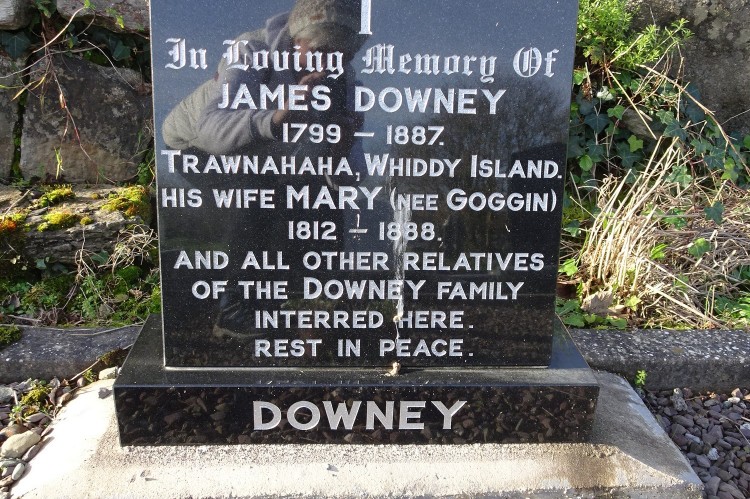 In Loving Memory Of
JAMES DOWNEY
1799 – 1887.
TRAWNAHAHA, WHIDDY ISLAND.
HIS WIFE MARY (NEE GOGGIN)
1812 – 1888.
AND ALL OTHER RELATIVES
OF THE DOWNEY FAMILY
INTERRED HERE.
REST IN PEACE.
DOWNEY